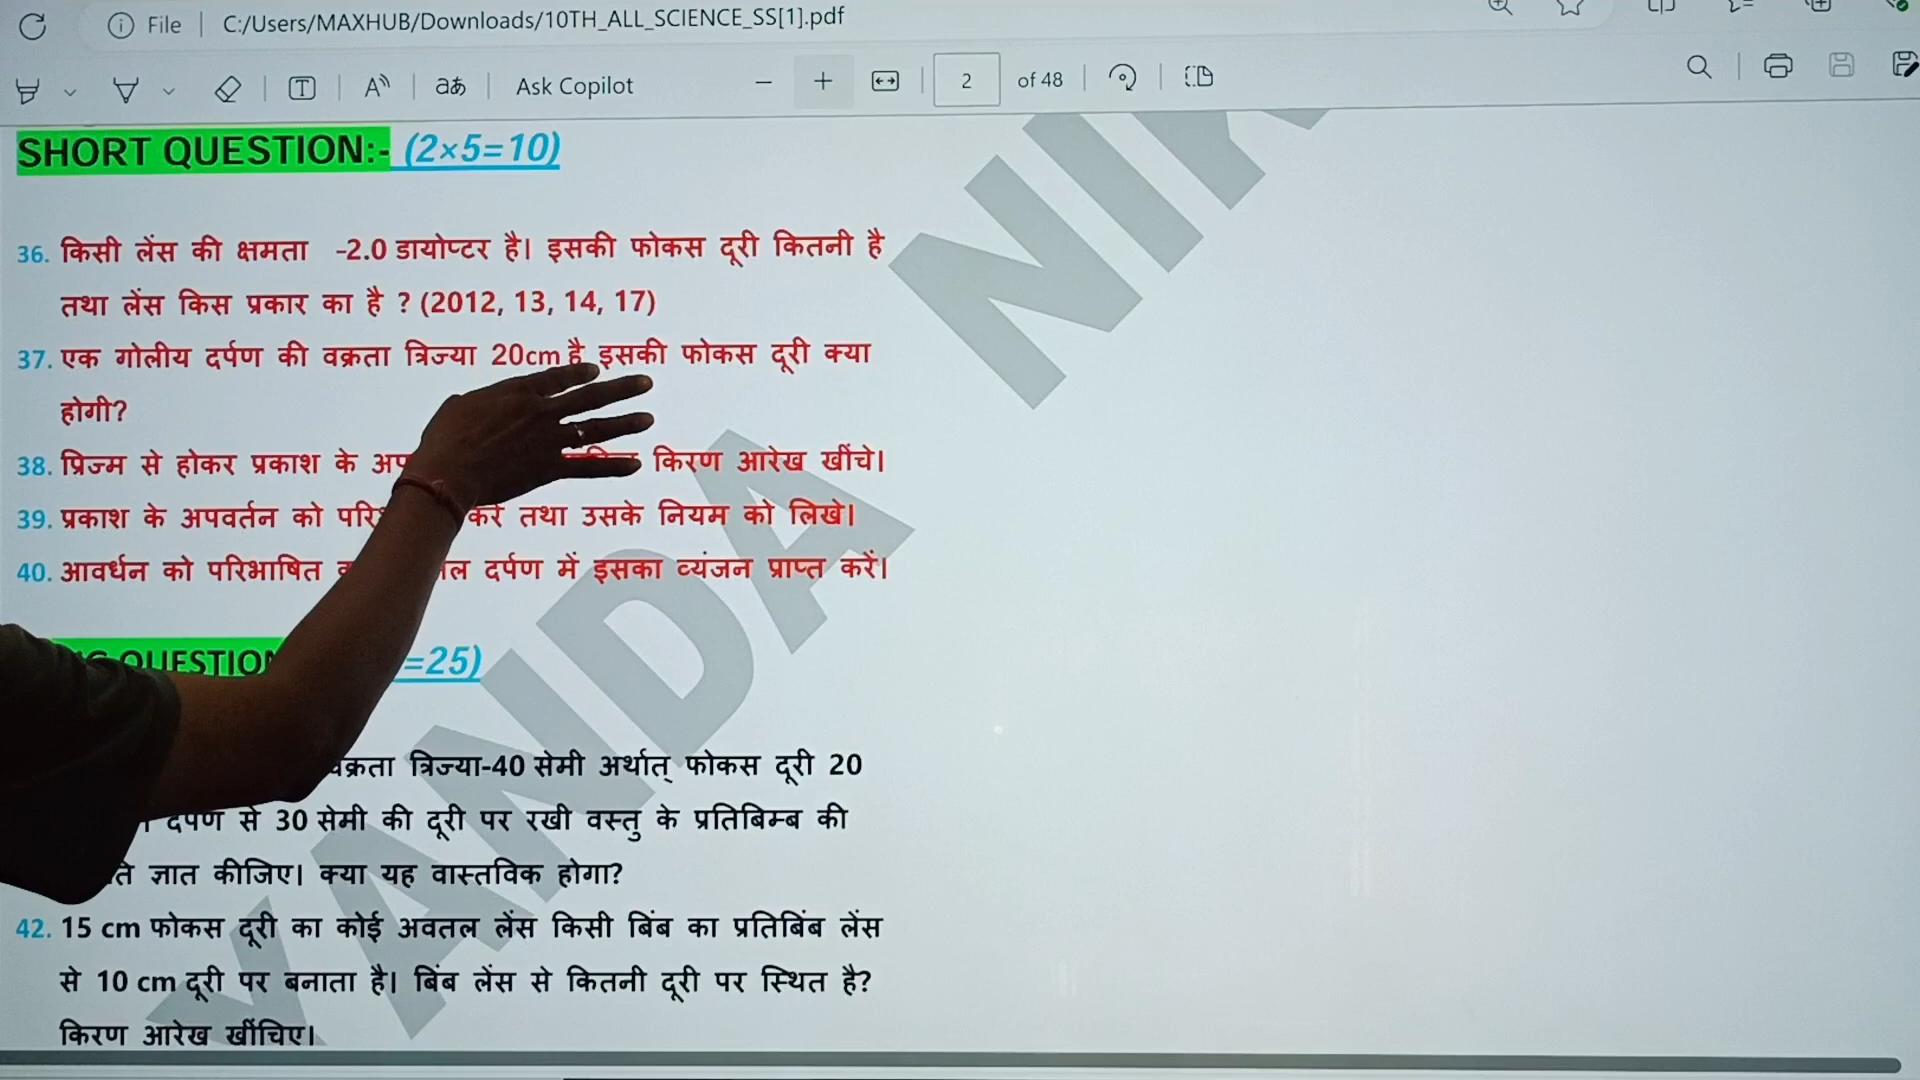 File | C:/Users/MAXHUB/Downloads/10TH_ALL_SCIENCE_SS[1].pdf
Ask Copilot 2 of 48
SHORT QUESTION:- (2×5=10)
36. किसी लेंस की क्षमता -2.0 डायोप्टर है। इसकी फोकस दूरी कितनी है
तथा लेंस किस प्रकार का है ? (2012, 13, 14, 17)
37. एक गोलीय दर्पण की वक्रता त्रिज्या 20cm है इसकी फोकस दूरी क्या
होगी?
38. प्रिज्म से होकर प्रकाश के किरण आरेख खींचे।
39. प्रकाश के अपवर्तन को करें तथा उसके नियम को लिखे।
40. आवर्धन को परिभाषित दर्पण में इसका व्यंजन प्राप्त करें।
QUESTION =25)
वक्रता त्रिज्या-40 सेमी अर्थात् फोकस दूरी 20
दर्पण से 30 सेमी की दूरी पर रखी वस्तु के प्रतिबिम्ब की
ज्ञात कीजिए। क्या यह वास्तविक होगा?
42. 15 cm फोकस दूरी का कोई अवतल लेंस किसी बिंब का प्रतिबिंब लेंस
से 10 cm दूरी पर बनाता है। बिंब लेंस से कितनी दूरी पर स्थित है?
किरण आरेख खींचिए।
YANDA NIK